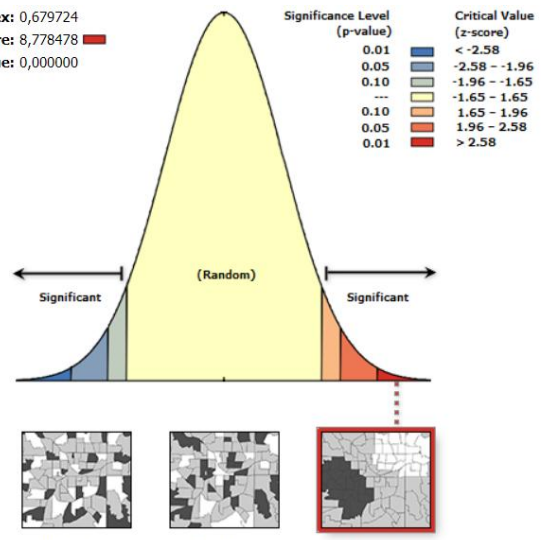 ex: 0,679724
re: 8,778478
ue: 0,000000
Significance Level
(p-value)
Critical Value
(z-score)
0.01 < -2.58
0.05 -2.58 – -1.96
0.10 -1.96 – -1.65
--- -1.65 – 1.65
0.10 1.65 – 1.96
0.05 1.96 – 2.58
0.01 > 2.58
(Random)
Significant
Significant